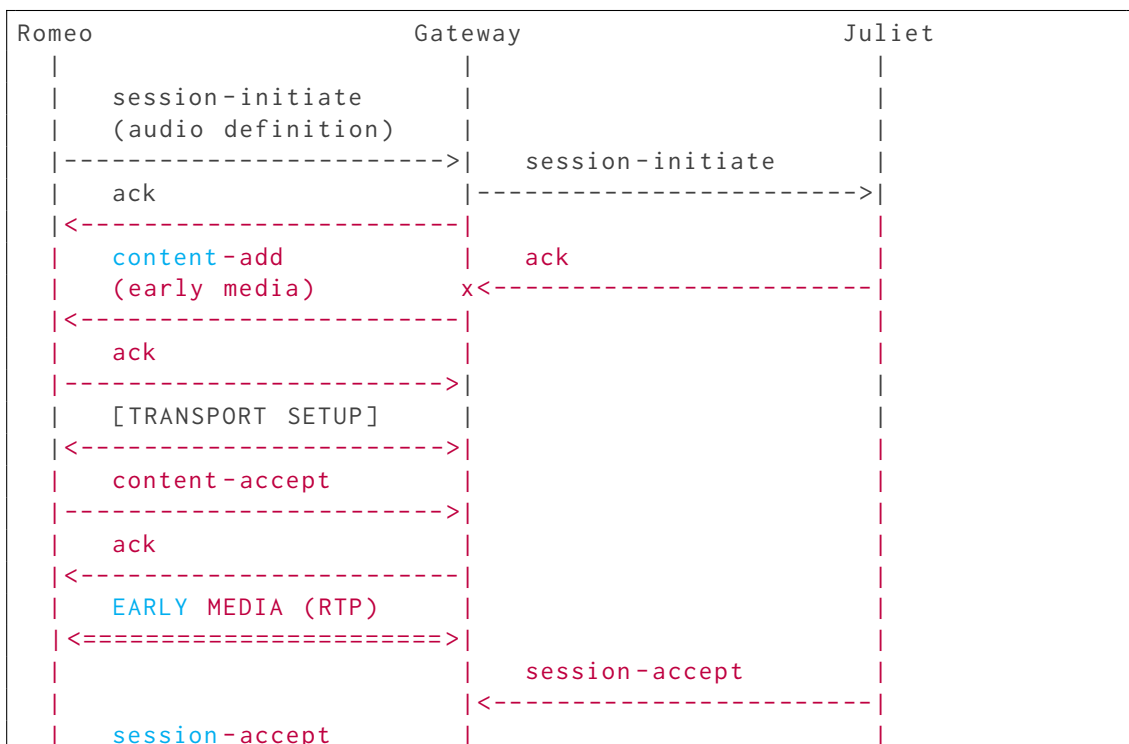 Romeo                    Gateway                    Juliet
  |                          |                          |
  |   session-initiate       |                          |
  |   (audio definition)     |                          |
  |------------------------>|   session-initiate       |
  |   ack                    |------------------------>|
  |<------------------------|                          |
  |   content-add            |   ack                    |
  |   (early media)         x<------------------------|
  |<------------------------|                          |
  |   ack                    |                          |
  |------------------------>|                          |
  |   [TRANSPORT SETUP]      |                          |
  |<----------------------->|                          |
  |   content-accept         |                          |
  |------------------------>|                          |
  |   ack                    |                          |
  |<------------------------|                          |
  |   EARLY MEDIA (RTP)      |                          |
  |<=======================>|                          |
  |                          |   session-accept         |
  |                          |<------------------------|
  |   session-accept         |                          |